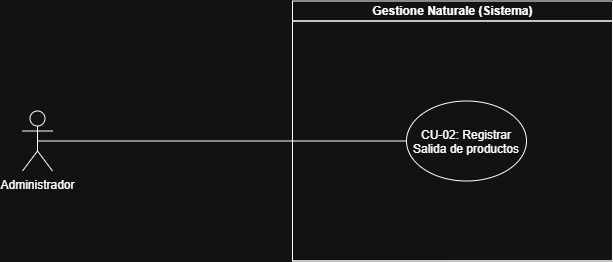 Gestione Naturale (Sistema)
CU-02: Registrar
Salida de productos
Administrador